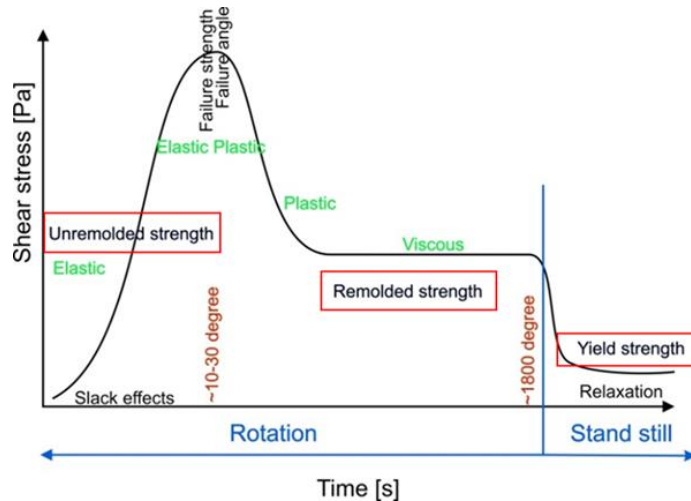 Shear stress [Pa]
Failure strength
Failure angle
Elastic Plastic
Plastic
Unremolded strength
Viscous
Elastic
Remolded strength
~10-30 degree
~1800 degree
Yield strength
Slack effects
Relaxation
Rotation
Stand still
Time [s]